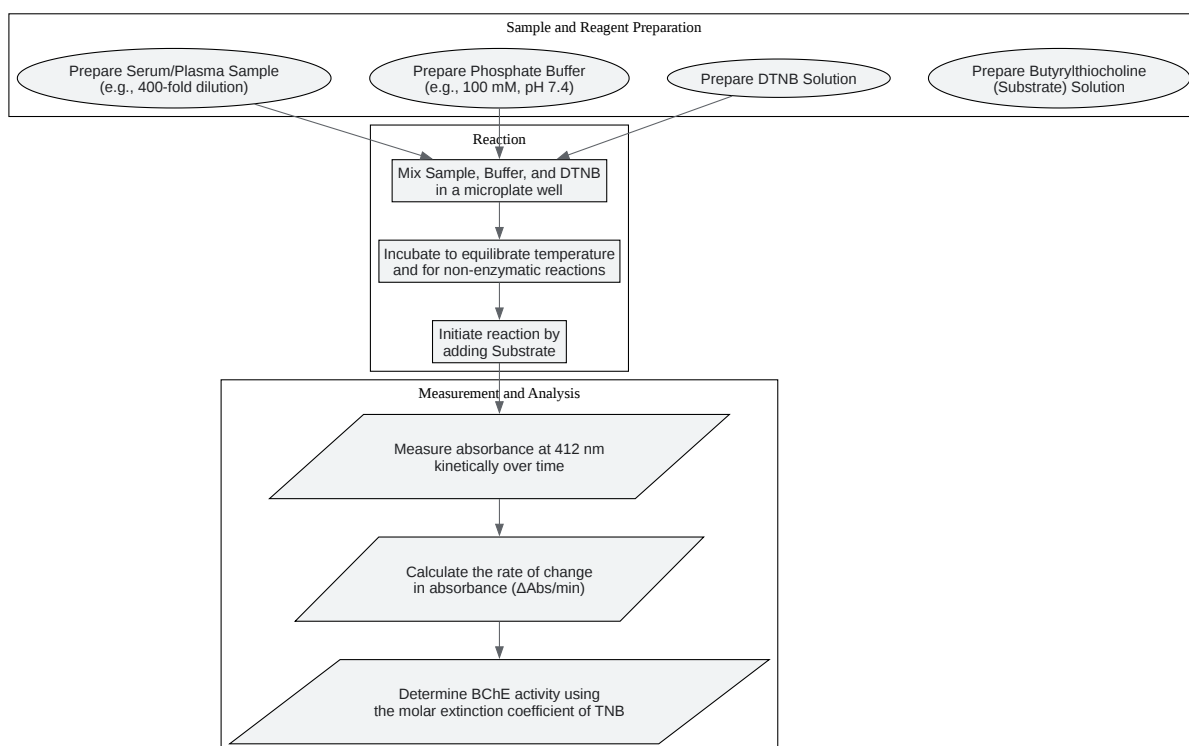 Sample and Reagent Preparation
Prepare Serum/Plasma Sample
(e.g., 400-fold dilution)
Prepare Phosphate Buffer
(e.g., 100 mM, pH 7.4)
Prepare DTNB Solution
Prepare Butyrylthiocholine
(Substrate) Solution
Reaction
Mix Sample, Buffer, and DTNB
in a microplate well
Incubate to equilibrate temperature
and for non-enzymatic reactions
Initiate reaction by
adding Substrate
Measurement and Analysis
Measure absorbance at 412 nm
kinetically over time
Calculate the rate of change
in absorbance (ΔAbs/min)
Determine BChE activity using
the molar extinction coefficient of TNB